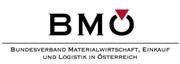 BMÖ
Bundesverband Materialwirtschaft, Einkauf
und Logistik in Österreich